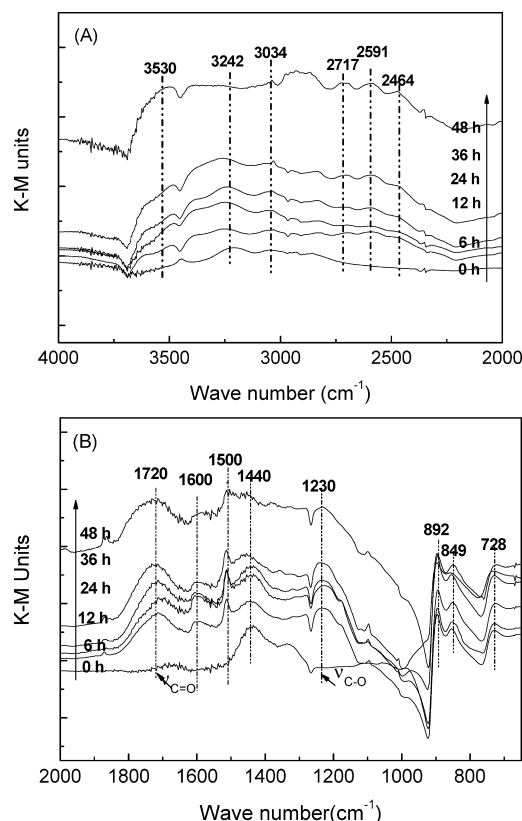 (A)
3530
3242
3034
2717
2591
2464
48 h
36 h
24 h
12 h
6 h
0 h
K-M units
4000
3500
3000
2500
2000
Wave number (cm-1)
(B)
1720
1600
1500
1440
1230
892
849
728
48 h
36 h
24 h
12 h
6 h
0 h
ν C=O
ν C-O
K-M Units
2000
1800
1600
1400
1200
1000
800
Wave number(cm-1)